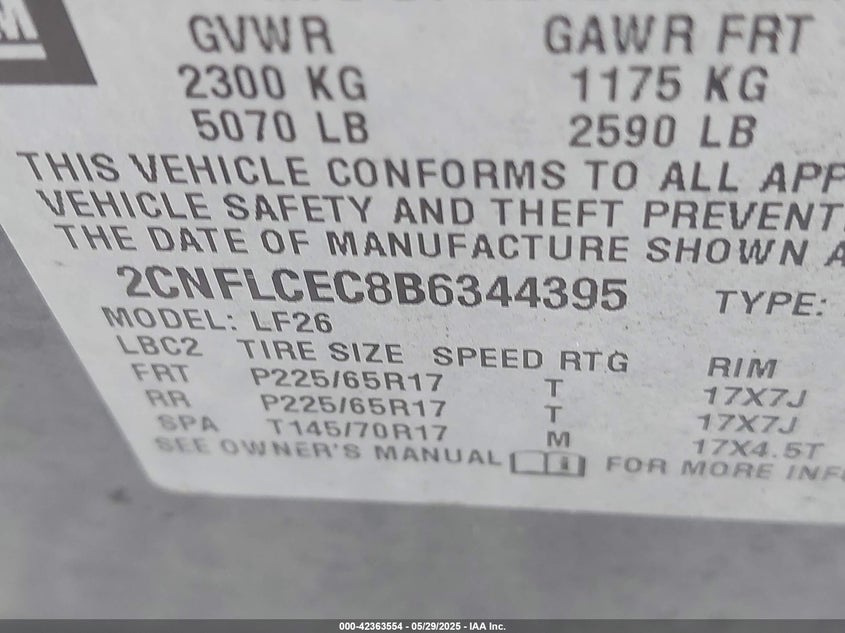 M
GVWR GAWR FRT
2300 KG 1175 KG
5070 LB 2590 LB
THIS VEHICLE CONFORMS TO ALL APP
VEHICLE SAFETY AND THEFT PREVENT
THE DATE OF MANUFACTURE SHOWN A
2CNFLCEC8B6344395 TYPE:
MODEL: LF26
LBC2 TIRE SIZE SPEED RTG RIM
FRT P225/65R17 T 17X7J
RR P225/65R17 T 17X7J
SPA T145/70R17 M 17X4.5T
SEE OWNER'S MANUAL FOR MORE INF
000-42363554 - 05/29/2025 - IAA Inc.